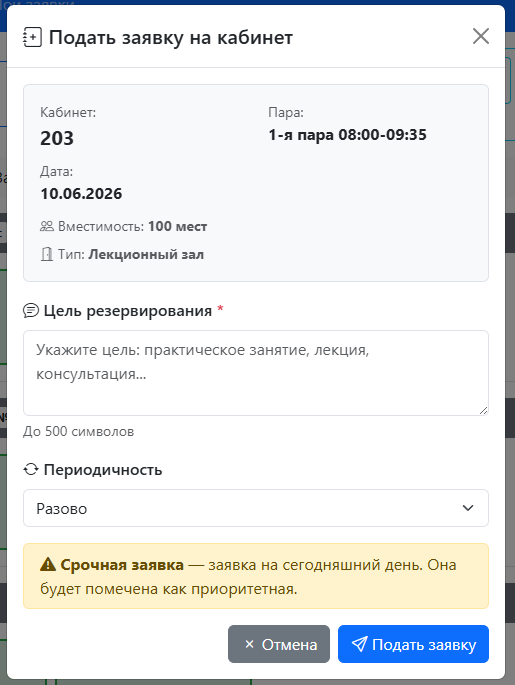 Подать заявку на кабинет
Кабинет:
203
Пара:
1-я пара 08:00-09:35
Дата:
10.06.2026
Вместимость: 100 мест
Тип: Лекционный зал
Цель резервирования *
Укажите цель: практическое занятие, лекция,
консультация...
До 500 символов
Периодичность
Разово
Срочная заявка — заявка на сегодняшний день. Она
будет помечена как приоритетная.
× Отмена
Подать заявку